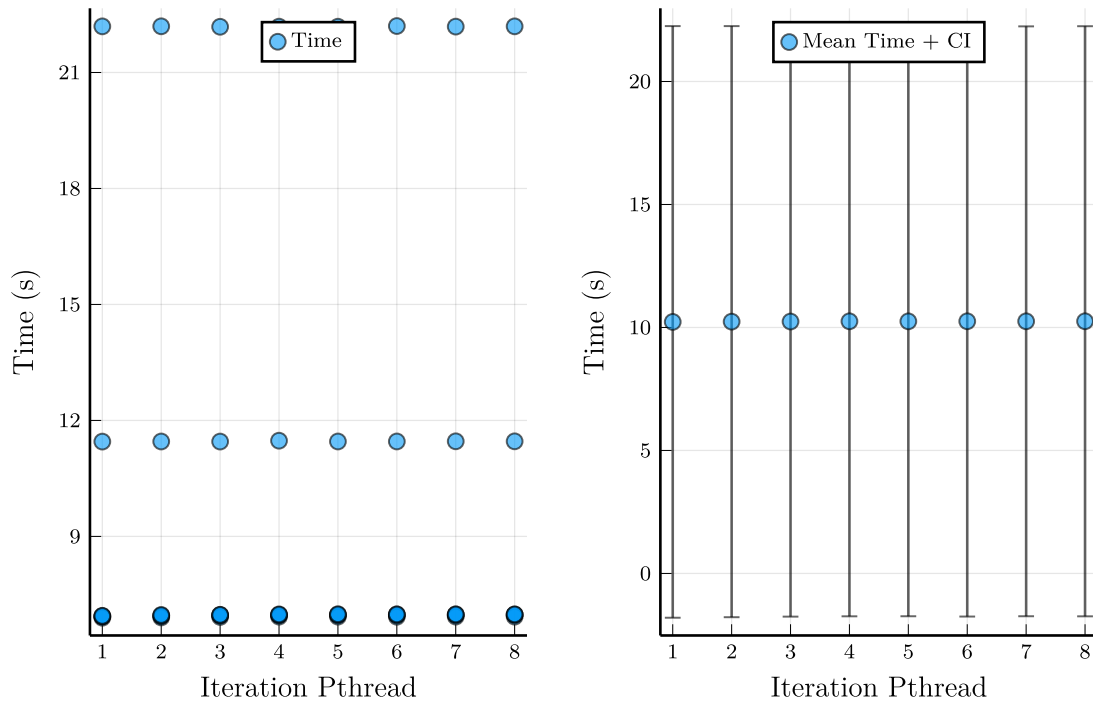 Time
21
18
15
12
9
Time (s)
1 2 3 4 5 6 7 8
Iteration Pthread
Mean Time + CI
20
15
10
5
0
Time (s)
1 2 3 4 5 6 7 8
Iteration Pthread